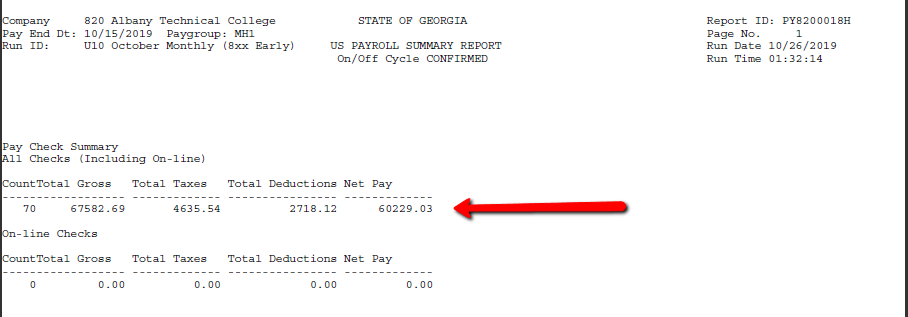 Company 820 Albany Technical College STATE OF GEORGIA Report ID: PY8200018H
Pay End Dt: 10/15/2019 Paygroup: MH1 Page No. 1
Run ID: U10 October Monthly (8xx Early) US PAYROLL SUMMARY REPORT Run Date 10/26/2019
On/Off Cycle CONFIRMED Run Time 01:32:14
Pay Check Summary
All Checks (Including On-line)
CountTotal Gross Total Taxes Total Deductions Net Pay
70 67582.69 4635.54 2718.12 60229.03
On-line Checks
CountTotal Gross Total Taxes Total Deductions Net Pay
0 0.00 0.00 0.00 0.00